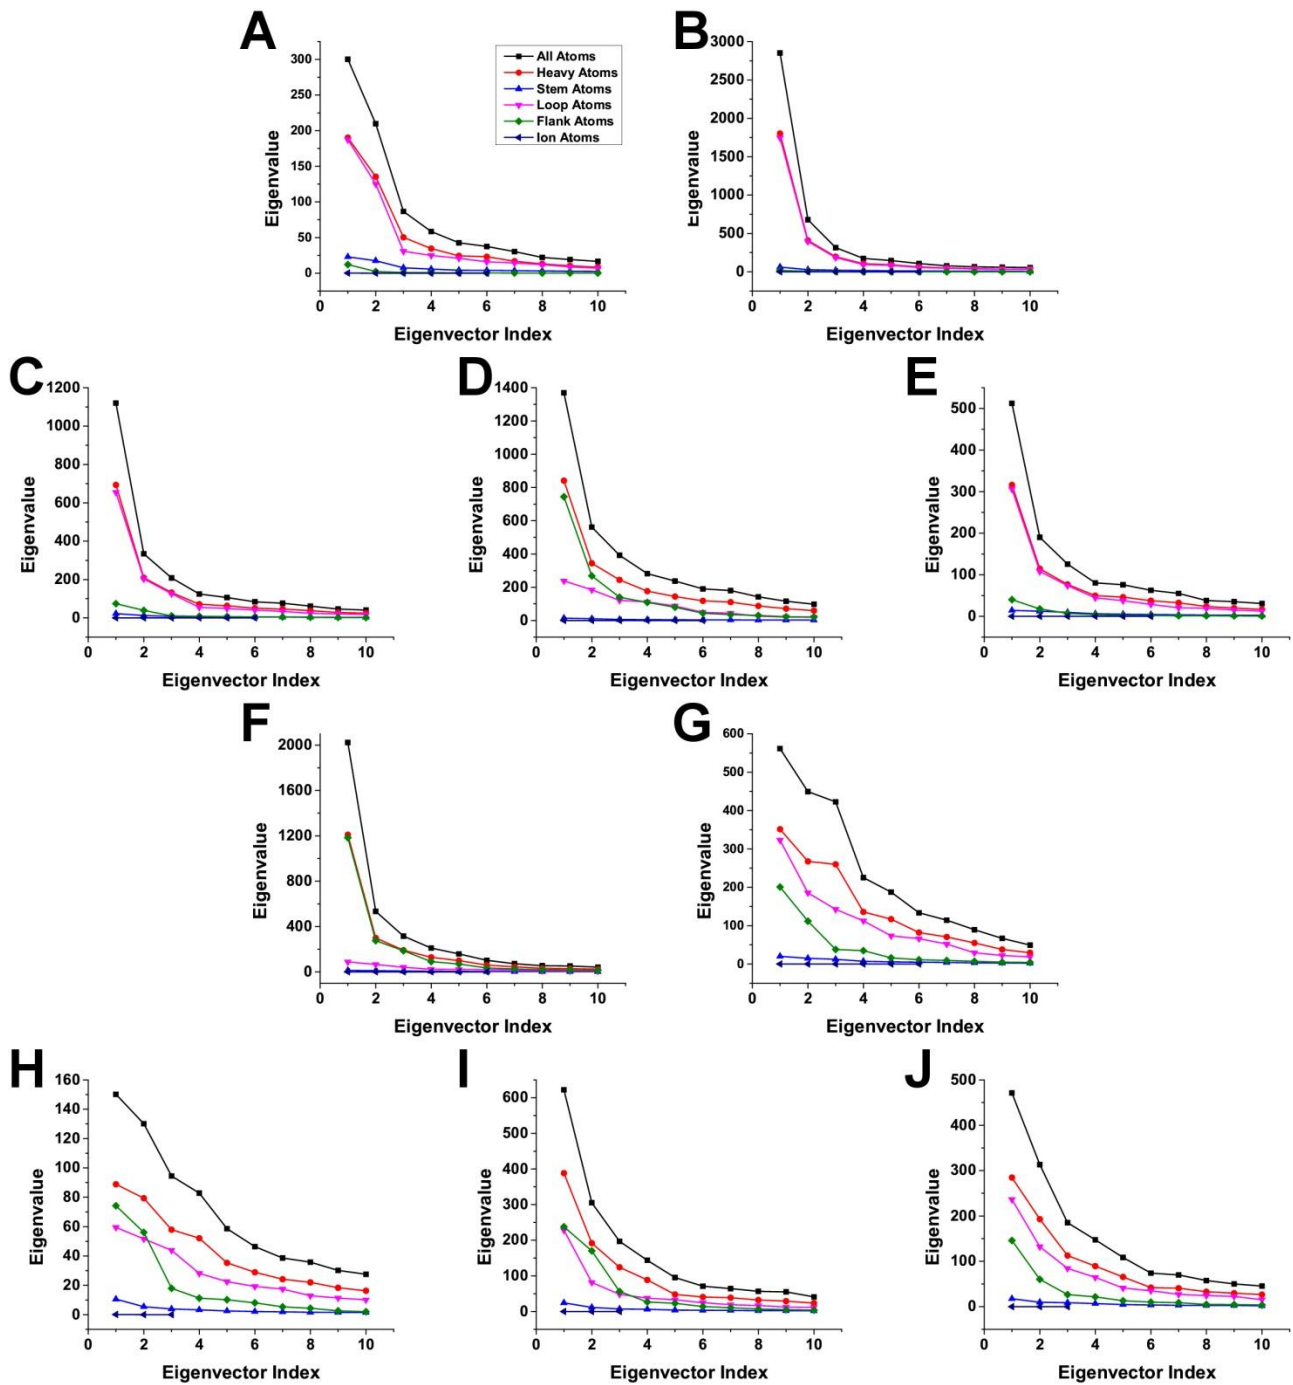 A
300
250
200
150
100
50
0
Eigenvalue
0 2 4 6 8 10
Eigenvector Index
All Atoms
Heavy Atoms
Stem Atoms
Loop Atoms
Flank Atoms
Ion Atoms
B
3000
2500
2000
1500
1000
500
0
Eigenvalue
0 2 4 6 8 10
Eigenvector Index
C
1200
1000
800
600
400
200
0
Eigenvalue
0 2 4 6 8 10
Eigenvector Index
D
1400
1200
1000
800
600
400
200
0
Eigenvalue
0 2 4 6 8 10
Eigenvector Index
E
500
400
300
200
100
0
Eigenvalue
0 2 4 6 8 10
Eigenvector Index
F
2000
1600
1200
800
400
0
Eigenvalue
0 2 4 6 8 10
Eigenvector Index
G
600
500
400
300
200
100
0
Eigenvalue
0 2 4 6 8 10
Eigenvector Index
H
160
140
120
100
80
60
40
20
0
Eigenvalue
0 2 4 6 8 10
Eigenvector Index
I
600
500
400
300
200
100
0
Eigenvalue
0 2 4 6 8 10
Eigenvector Index
J
500
400
300
200
100
0
Eigenvalue
0 2 4 6 8 10
Eigenvector Index